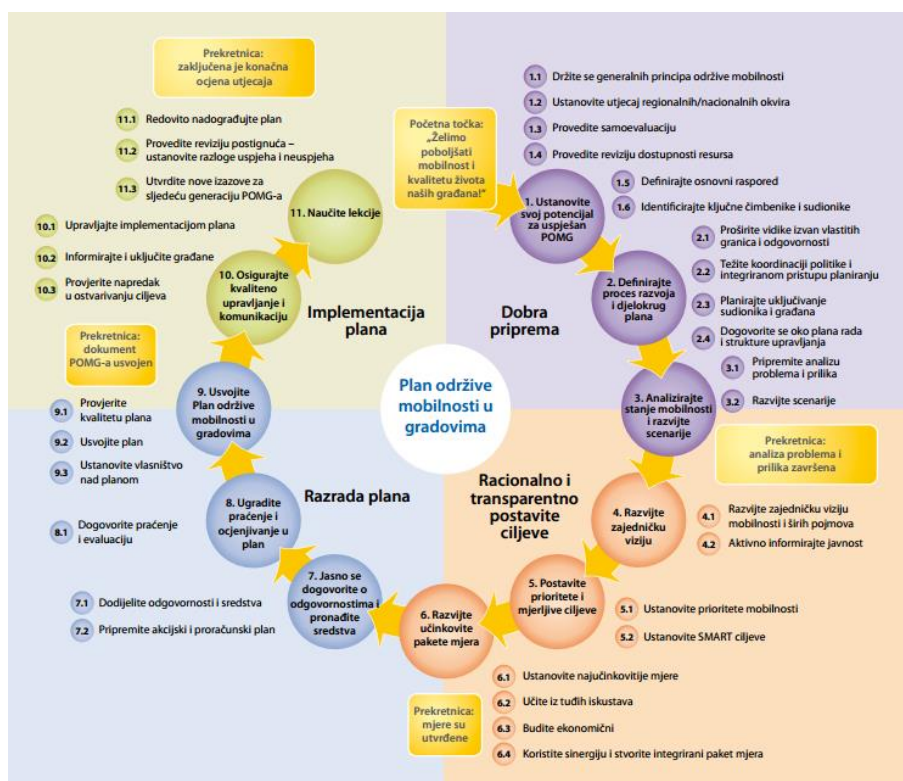 Prekretnica:
zaključena je konačna
ocjena utjecaja
11.1 Redovito nadograđujte plan
11.2 Provedite reviziju postignuća –
ustanovite razloge uspjeha i neuspjeha
11.3 Utvrdite nove izazove za
sljedeću generaciju POMG-a
11. Naučite lekcije
10.1 Upravljajte implementacijom plana
10.2 Informirajte i uključite građane
10.3 Provjerite napredak
u ostvarivanju ciljeva
10. Osigurajte
kvaliteno
upravljanje i
komunikaciju
Implementacija
plana
Početna točka:
„Želimo
poboljšati
mobilnost i
kvalitetu života
naših građana!"
1.1 Držite se generalnih principa održive mobilnosti
1.2 Ustanovite utjecaj regionalnih/nacionalnih okvira
1.3 Provedite samoevaluaciju
1.4 Provedite reviziju dostupnosti resursa
1.5 Definirajte osnovni raspored
1.6 Identificirajte ključne čimbenike i sudionike
1. Ustanovite
svoj potencijal
za uspješan
POMG
2.1 Proširite vidike izvan vlastitih
granica i odgovornosti
2.2 Težite koordinaciji politike i
integriranom pristupu planiranju
2.3 Planirajte uključivanje
sudionika i građana
2.4 Dogovorite se oko plana rada
i strukture upravljanja
2. Definirajte
proces razvoja
i djelokrug
plana
Dobra
priprema
3.1 Pripremite analizu
problema i prilika
3.2 Razvijte scenarije
3. Analizirajte
stanje mobilnosti
i razvijte
scenarije
Prekretnica:
analiza problema i
prilika završena
Plan održive
mobilnosti u
gradovima
Racionalno i
transparentno
postavite
ciljeve
4. Razvijte
zajedničku
viziju
4.1 Razvijte zajedničku viziju
mobilnosti i širih pojmova
4.2 Aktivno informirajte javnost
5. Postavite
prioritete i
mjerljive ciljeve
5.1 Ustanovite prioritete mobilnosti
5.2 Ustanovite SMART ciljeve
6. Razvijte
učinkovite
pakete mjera
6.1 Ustanovite najučinkovitije mjere
6.2 Učite iz tuđih iskustava
6.3 Budite ekonomični
6.4 Koristite sinergiju i stvorite integrirani paket mjera
Prekretnica:
mjere su
utvrđene
Razrada plana
7. Jasno se
dogovorite o
odgovornostima i
pronađite
sredstva
7.1 Dodijelite odgovornosti i sredstva
7.2 Pripremite akcijski i proračunski plan
8. Ugradite
praćenje i
ocjenjivanje u
plan
8.1 Dogovorite praćenje
i evaluaciju
9. Usvojite
Plan održive
mobilnosti u
gradovima
9.1 Provjerite
kvalitetu plana
9.2 Usvojite plan
9.3 Ustanovite vlasništvo
nad planom
Prekretnica:
dokument
POMG-a usvojen